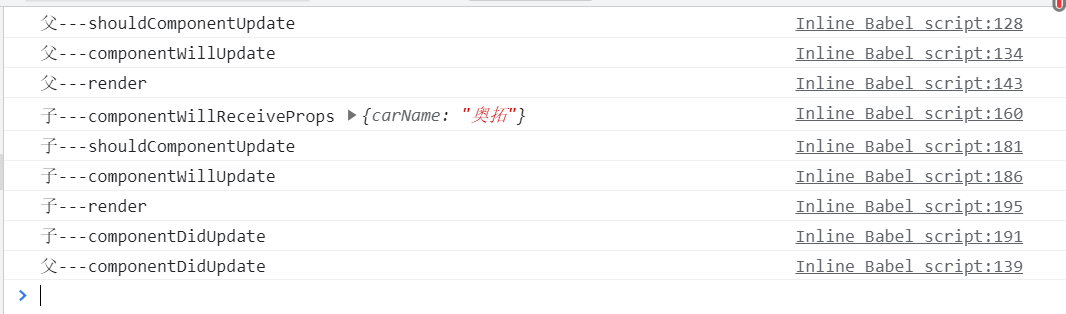 父---shouldComponentUpdate Inline Babel script:128
父---componentWillUpdate Inline Babel script:134
父---render Inline Babel script:143
子---componentWillReceiveProps ▶{carName: "奥拓"} Inline Babel script:160
子---shouldComponentUpdate Inline Babel script:181
子---componentWillUpdate Inline Babel script:186
子---render Inline Babel script:195
子---componentDidUpdate Inline Babel script:191
父---componentDidUpdate Inline Babel script:139